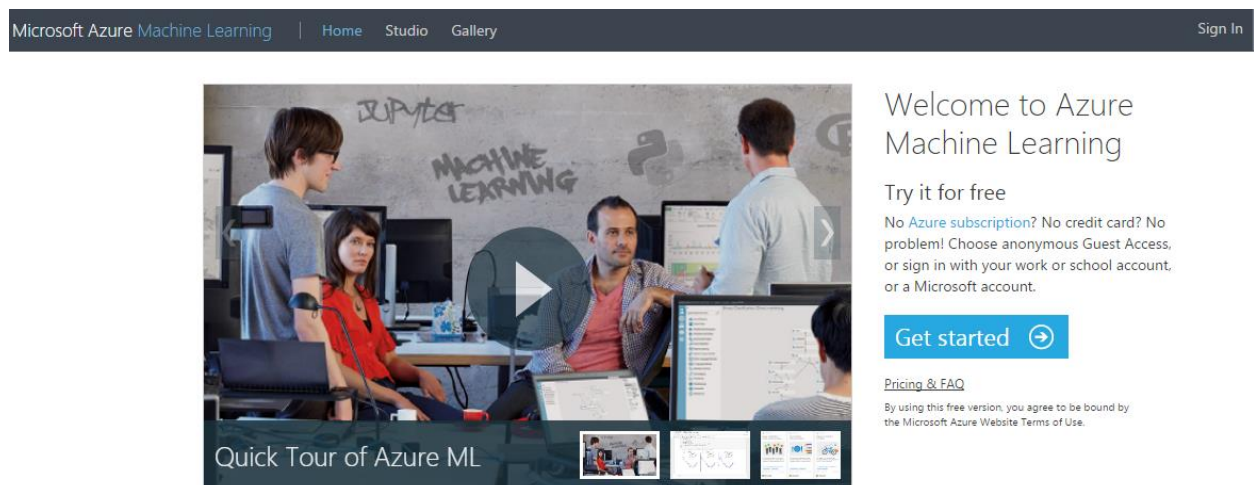 Microsoft Azure Machine Learning | Home Studio Gallery Sign In
JUPyter
MACHINE
LEARNING
R
Quick Tour of Azure ML
Welcome to Azure
Machine Learning
Try it for free
No Azure subscription? No credit card? No
problem! Choose anonymous Guest Access,
or sign in with your work or school account,
or a Microsoft account.
Get started
Pricing & FAQ
By using this free version, you agree to be bound by
the Microsoft Azure Website Terms of Use.